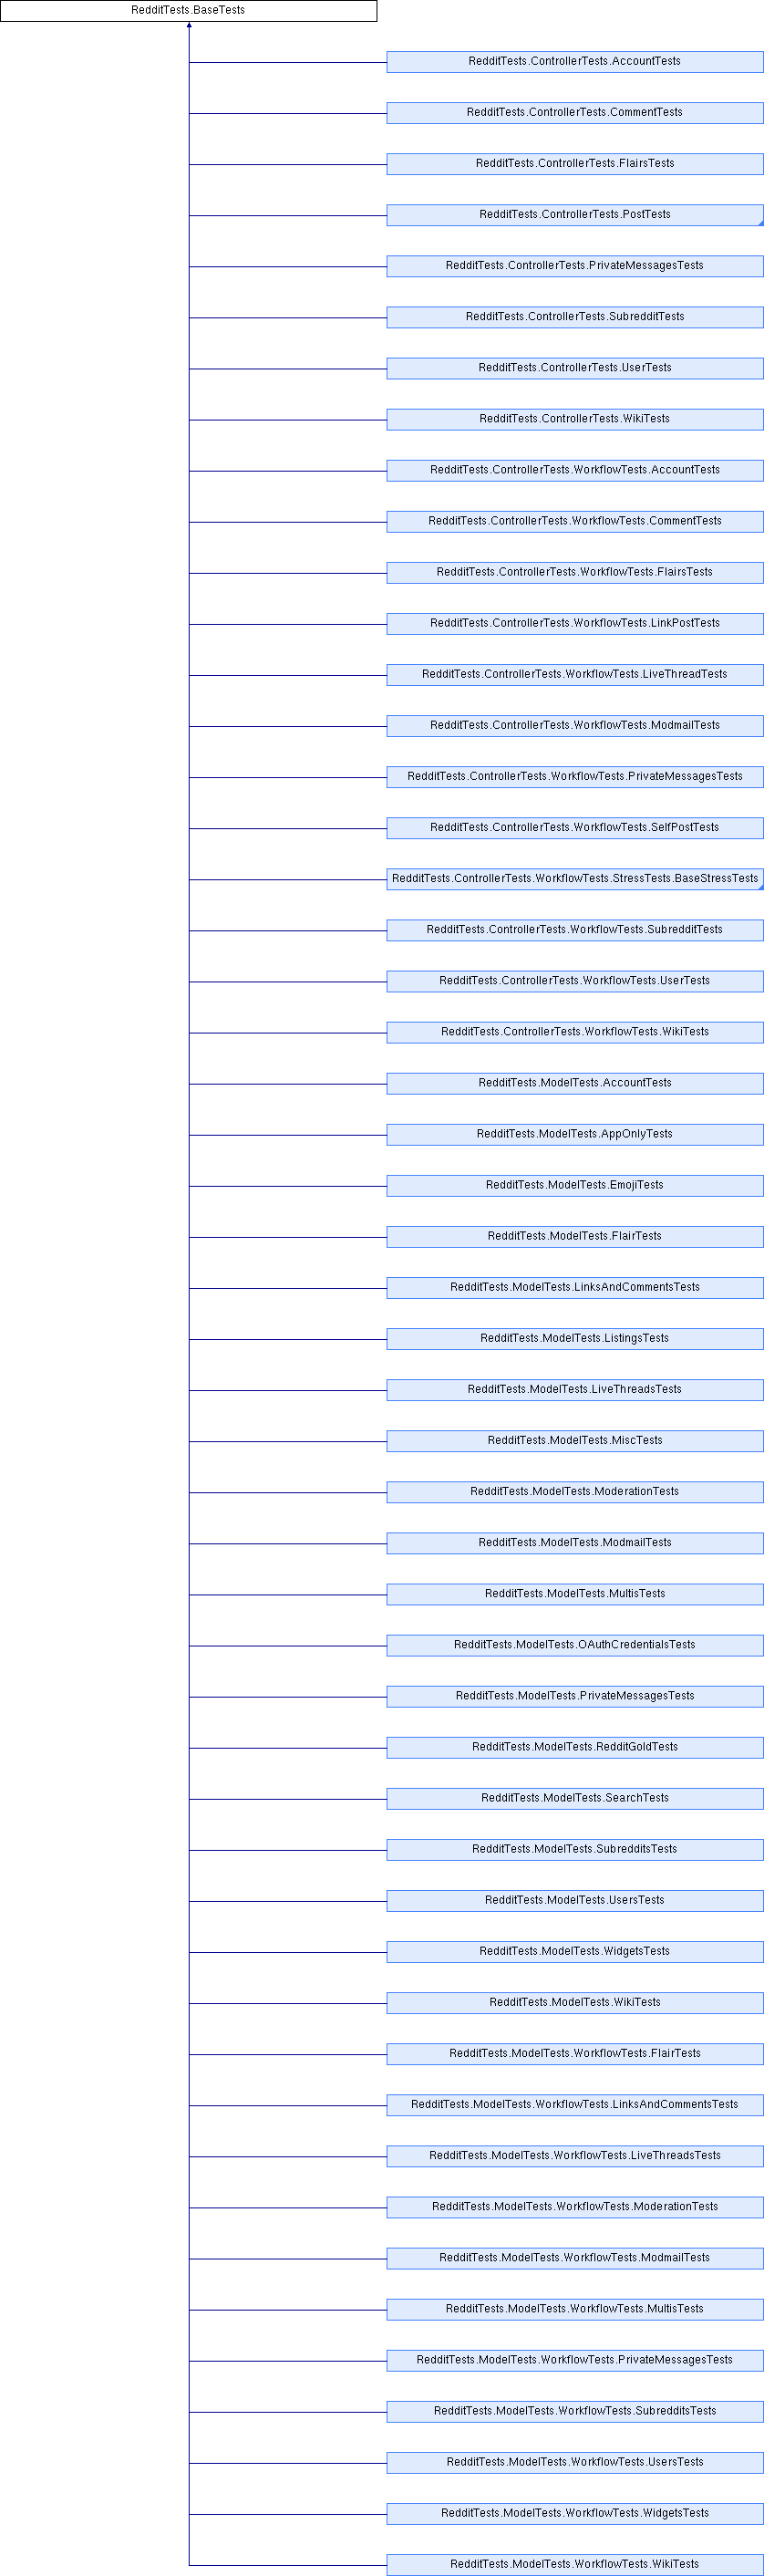 RedditTests.BaseTests
RedditTests.ControllerTests.AccountTests
RedditTests.ControllerTests.CommentTests
RedditTests.ControllerTests.FlairsTests
RedditTests.ControllerTests.PostTests
RedditTests.ControllerTests.PrivateMessagesTests
RedditTests.ControllerTests.SubredditTests
RedditTests.ControllerTests.UserTests
RedditTests.ControllerTests.WikiTests
RedditTests.ControllerTests.WorkflowTests.AccountTests
RedditTests.ControllerTests.WorkflowTests.CommentTests
RedditTests.ControllerTests.WorkflowTests.FlairsTests
RedditTests.ControllerTests.WorkflowTests.LinkPostTests
RedditTests.ControllerTests.WorkflowTests.LiveThreadTests
RedditTests.ControllerTests.WorkflowTests.ModmailTests
RedditTests.ControllerTests.WorkflowTests.PrivateMessagesTests
RedditTests.ControllerTests.WorkflowTests.SelfPostTests
RedditTests.ControllerTests.WorkflowTests.StressTests.BaseStressTests
RedditTests.ControllerTests.WorkflowTests.SubredditTests
RedditTests.ControllerTests.WorkflowTests.UserTests
RedditTests.ControllerTests.WorkflowTests.WikiTests
RedditTests.ModelTests.AccountTests
RedditTests.ModelTests.AppOnlyTests
RedditTests.ModelTests.EmojiTests
RedditTests.ModelTests.FlairTests
RedditTests.ModelTests.LinksAndCommentsTests
RedditTests.ModelTests.ListingsTests
RedditTests.ModelTests.LiveThreadsTests
RedditTests.ModelTests.MiscTests
RedditTests.ModelTests.ModerationTests
RedditTests.ModelTests.ModmailTests
RedditTests.ModelTests.MultisTests
RedditTests.ModelTests.OAuthCredentialsTests
RedditTests.ModelTests.PrivateMessagesTests
RedditTests.ModelTests.RedditGoldTests
RedditTests.ModelTests.SearchTests
RedditTests.ModelTests.SubredditsTests
RedditTests.ModelTests.UsersTests
RedditTests.ModelTests.WidgetsTests
RedditTests.ModelTests.WikiTests
RedditTests.ModelTests.WorkflowTests.FlairTests
RedditTests.ModelTests.WorkflowTests.LinksAndCommentsTests
RedditTests.ModelTests.WorkflowTests.LiveThreadsTests
RedditTests.ModelTests.WorkflowTests.ModerationTests
RedditTests.ModelTests.WorkflowTests.ModmailTests
RedditTests.ModelTests.WorkflowTests.MultisTests
RedditTests.ModelTests.WorkflowTests.PrivateMessagesTests
RedditTests.ModelTests.WorkflowTests.SubredditsTests
RedditTests.ModelTests.WorkflowTests.UsersTests
RedditTests.ModelTests.WorkflowTests.WidgetsTests
RedditTests.ModelTests.WorkflowTests.WikiTests